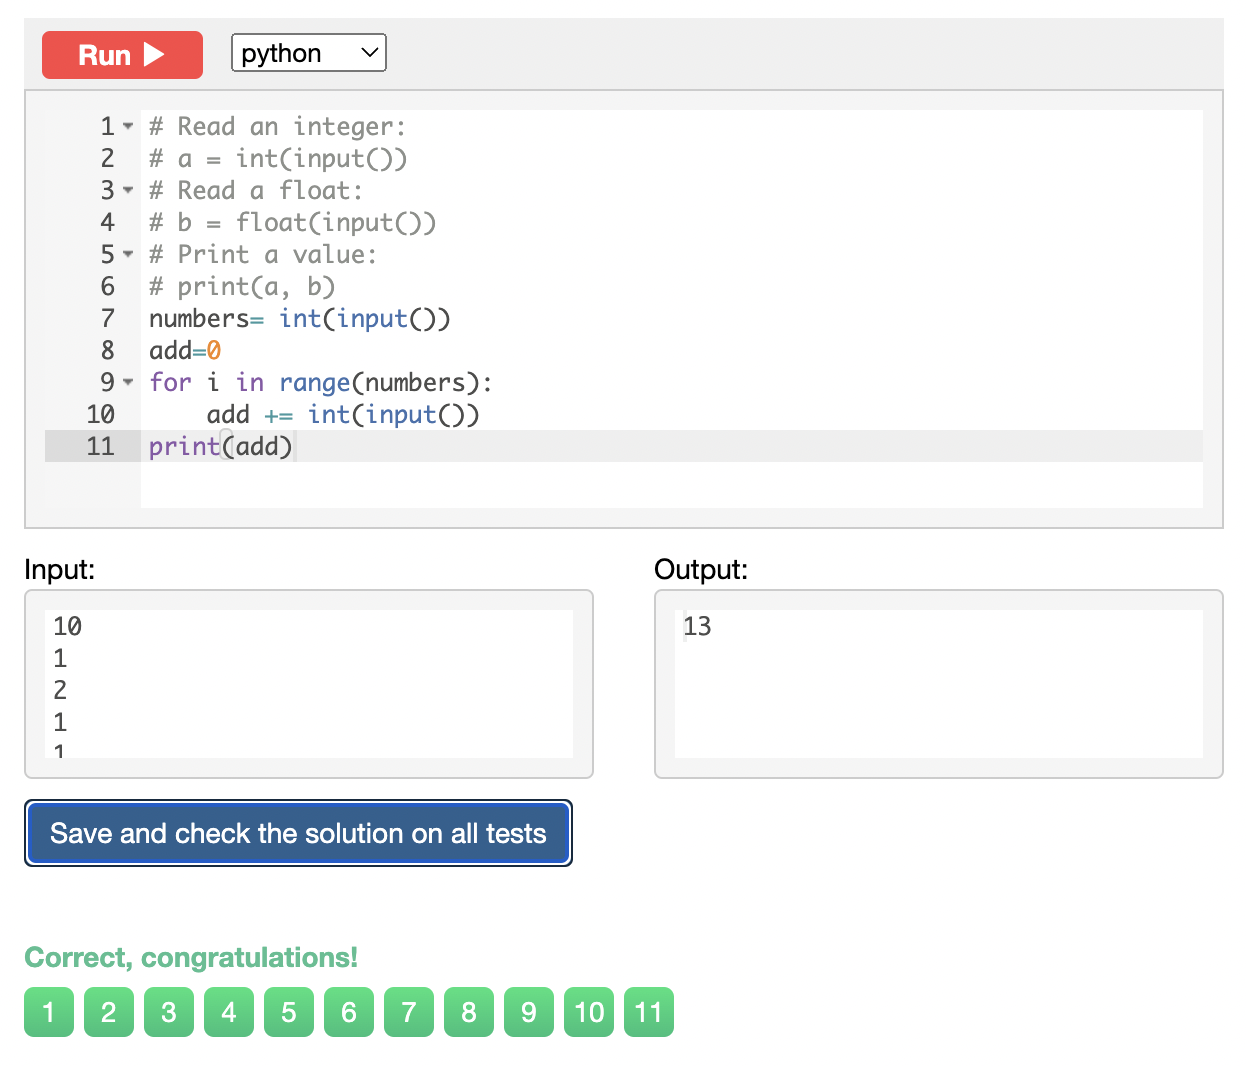 Run
python
1 # Read an integer:
2 # a = int(input())
3 # Read a float:
4 # b = float(input())
5 # Print a value:
6 # print(a, b)
7 numbers= int(input())
8 add=0
9 for i in range(numbers):
10     add += int(input())
11 print(add)
Input:
10
1
2
1
1
Output:
13
Save and check the solution on all tests
Correct, congratulations!
1 2 3 4 5 6 7 8 9 10 11